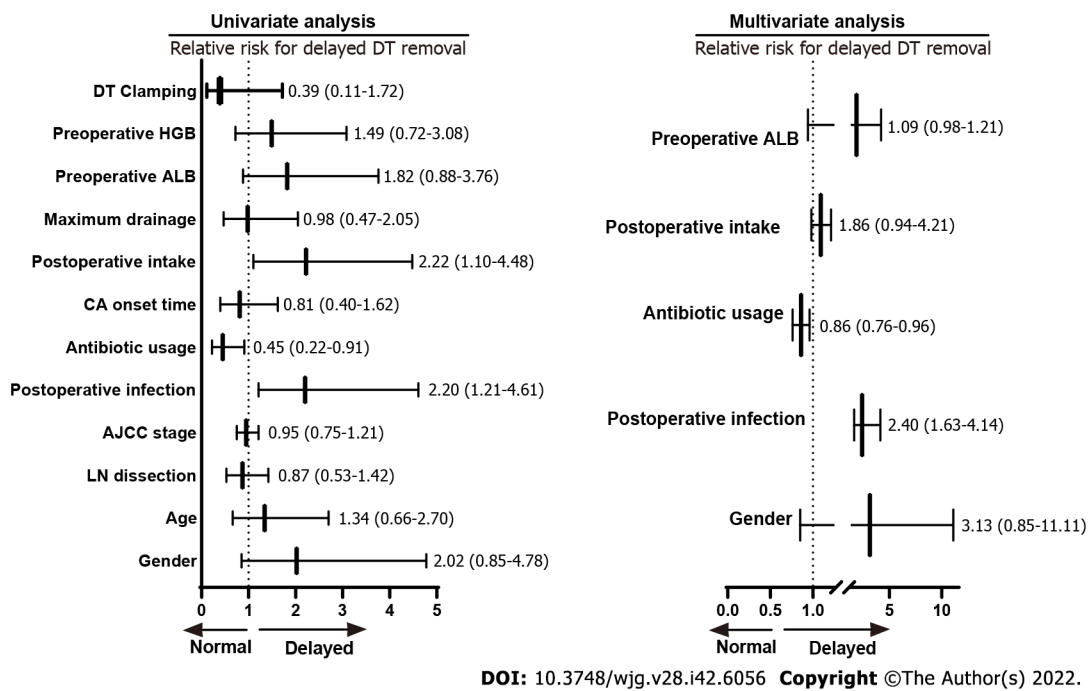 Univariate analysis
Relative risk for delayed DT removal
DT Clamping 0.39 (0.11-1.72)
Preoperative HGB 1.49 (0.72-3.08)
Preoperative ALB 1.82 (0.88-3.76)
Maximum drainage 0.98 (0.47-2.05)
Postoperative intake 2.22 (1.10-4.48)
CA onset time 0.81 (0.40-1.62)
Antibiotic usage 0.45 (0.22-0.91)
Postoperative infection 2.20 (1.21-4.61)
AJCC stage 0.95 (0.75-1.21)
LN dissection 0.87 (0.53-1.42)
Age 1.34 (0.66-2.70)
Gender 2.02 (0.85-4.78)
0 1 2 3 4 5
Normal Delayed
Multivariate analysis
Relative risk for delayed DT removal
Preoperative ALB 1.09 (0.98-1.21)
Postoperative intake 1.86 (0.94-4.21)
Antibiotic usage 0.86 (0.76-0.96)
Postoperative infection 2.40 (1.63-4.14)
Gender 3.13 (0.85-11.11)
0.0 0.5 1.0 5 10
Normal Delayed
DOI: 10.3748/wjg.v28.i42.6056 Copyright ©The Author(s) 2022.